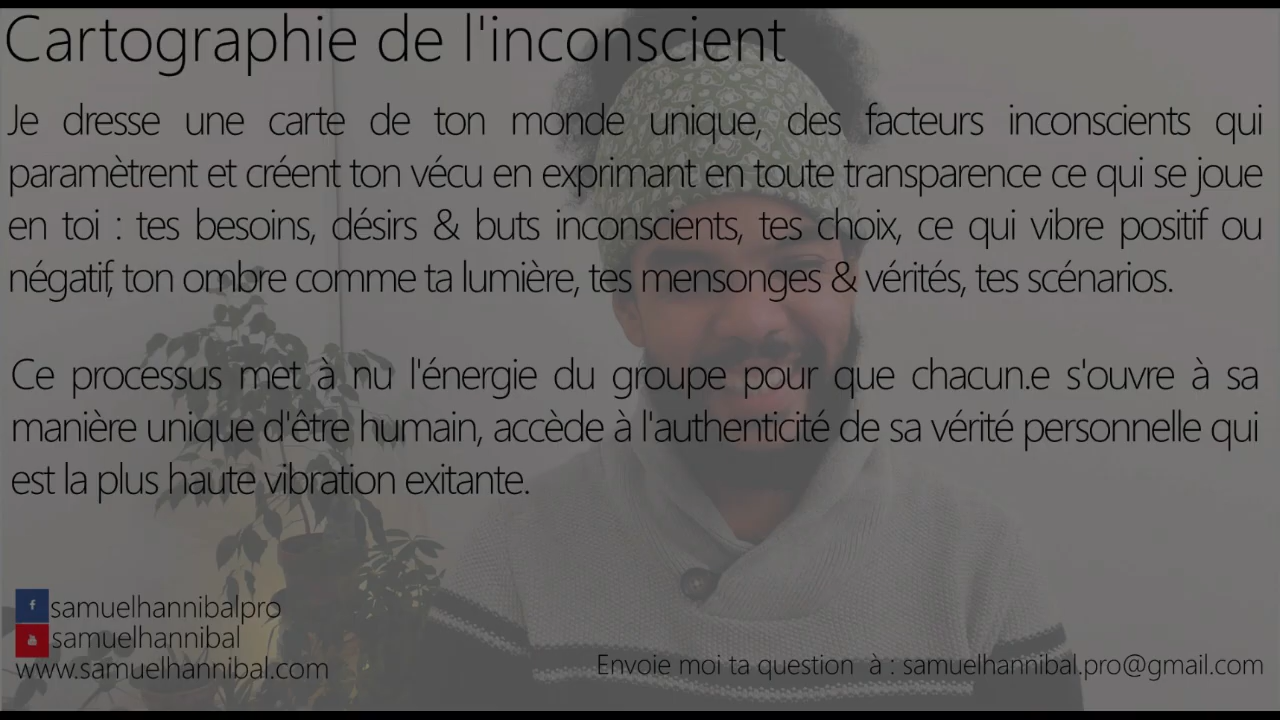 Cartographie de l'inconscient
Je dresse une carte de ton monde unique, des facteurs inconscients qui
paramètrent et créent ton vécu en exprimant en toute transparence ce qui se joue
en toi : tes besoins, désirs & buts inconscients, tes choix, ce qui vibre positif ou
négatif, ton ombre comme ta lumière, tes mensonges & vérités, tes scénarios.
Ce processus met à nu l'énergie du groupe pour que chacun.e s'ouvre à sa
manière unique d'être humain, accède à l'authenticité de sa vérité personnelle qui
est la plus haute vibration exitante.
samuelhannibalpro
samuelhannibal
www.samuelhannibal.com
Envoie moi ta question à : samuelhannibal.pro@gmail.com